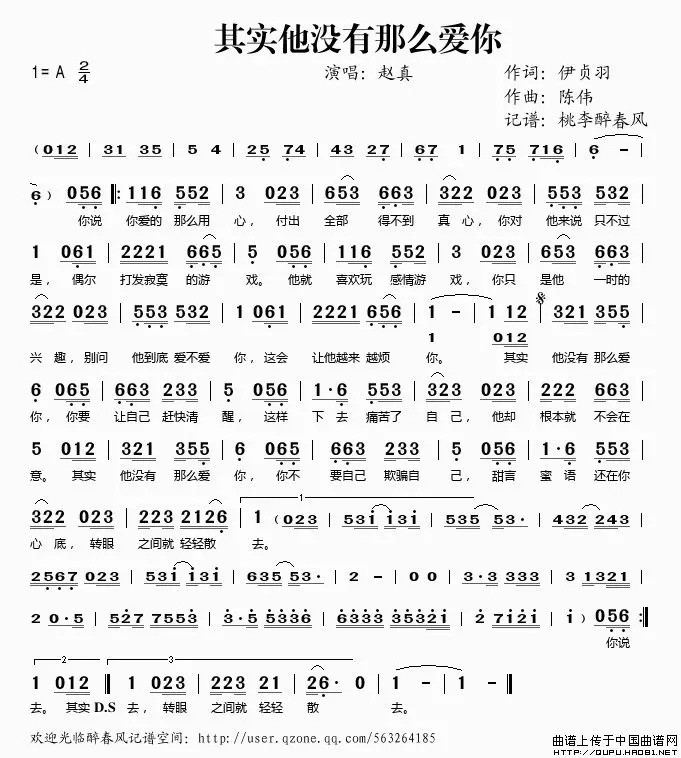 其实他没有那么爱你
1= A 2/4
演唱：赵真
作词：伊贞羽
作曲：陈伟
记谱：桃李醉春风
（012 | 31 35 | 5 4 | 25 74 | 43 27 | 67 1 | 75 716 | 6 - |
6 ）056 ‖: 116 552 | 3 023 | 653 663 | 322 023 | 553 532 |
你说 你爱的 那么用 心， 付出 全部 得不到 真心，你对 他来说 只不过
1 061 | 2221 665 | 5 056 | 116 552 | 3 023 | 653 663 |
是， 偶尔 打发寂寞 的游 戏。 他就 喜欢玩 感情游 戏，你只 是他 一时的
322 023 | 553 532 | 1 061 | 2221 656 | 1 - | 1 12 𝄋 321 355 |
1 012
兴 趣，别问 他到底 爱不爱 你，这会 让他越来 越烦 你。 其实 他没有 那么爱
6 065 | 663 233 | 5 056 | 1·6 553 | 323 023 | 222 663 |
你，你要 让自己 赶快清 醒，这样 下 去 痛苦了 自 己，他却 根本就 不会在
5 012 | 321 355 | 6 065 | 663 233 | 5 056 | 1·6 553 |
意。 其实 他没有 那么爱 你， 你不 要自己 欺骗自 己，甜言 蜜 语 还在你
1
322 023 | 223 2126 | 1 （023 | 531 131 | 535 53· | 432 243 |
心 底，转眼 之间就 轻轻散 去。
2567 023 | 531 131 | 635 53· | 2 - | 0 0 | 3·3 333 | 3 1321 |
2 0·5 | 527 7553 | 3·5 5336 | 6333 35321 | 2 7121 | 1 ）056 :‖
你说
2 3
1 012 ‖ 1 023 | 223 21 | 26· 0 | 1 - | 1 - ‖
去。其实 D.S 去，转眼 之间就 轻轻 散 去。
欢迎光临醉春风记谱空间：http://user.qzone.qq.com/563264185
曲谱上传于中国曲谱网
http://QUPU.HAO81.NET